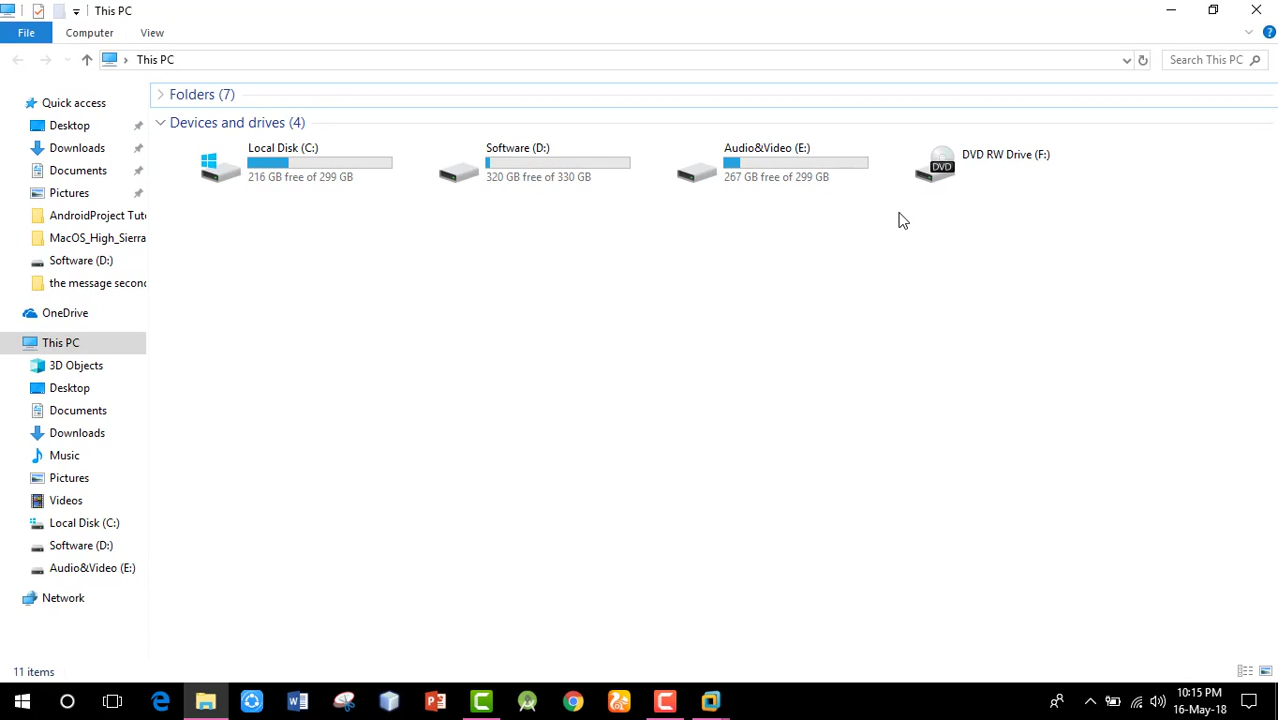 This PC
File
Computer
View
This PC
Search This PC
Folders (7)
Devices and drives (4)
Local Disk (C:)
216 GB free of 299 GB
Software (D:)
320 GB free of 330 GB
Audio&Video (E:)
267 GB free of 299 GB
DVD RW Drive (F:)
DVD
Quick access
Desktop
Downloads
Documents
Pictures
AndroidProject Tuto
MacOS_High_Sierra
Software (D:)
the message second
OneDrive
This PC
3D Objects
Desktop
Documents
Downloads
Music
Pictures
Videos
Local Disk (C:)
Software (D:)
Audio&Video (E:)
Network
11 items
10:15 PM
16-May-18